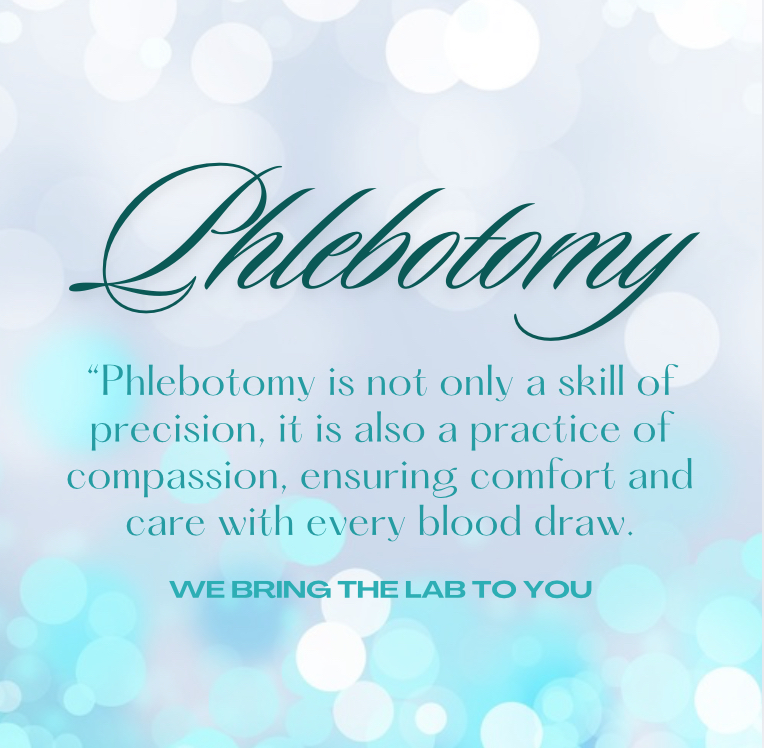 Phlebotomy
“Phlebotomy is not only a skill of
precision, it is also a practice of
compassion, ensuring comfort and
care with every blood draw.
WE BRING THE LAB TO YOU